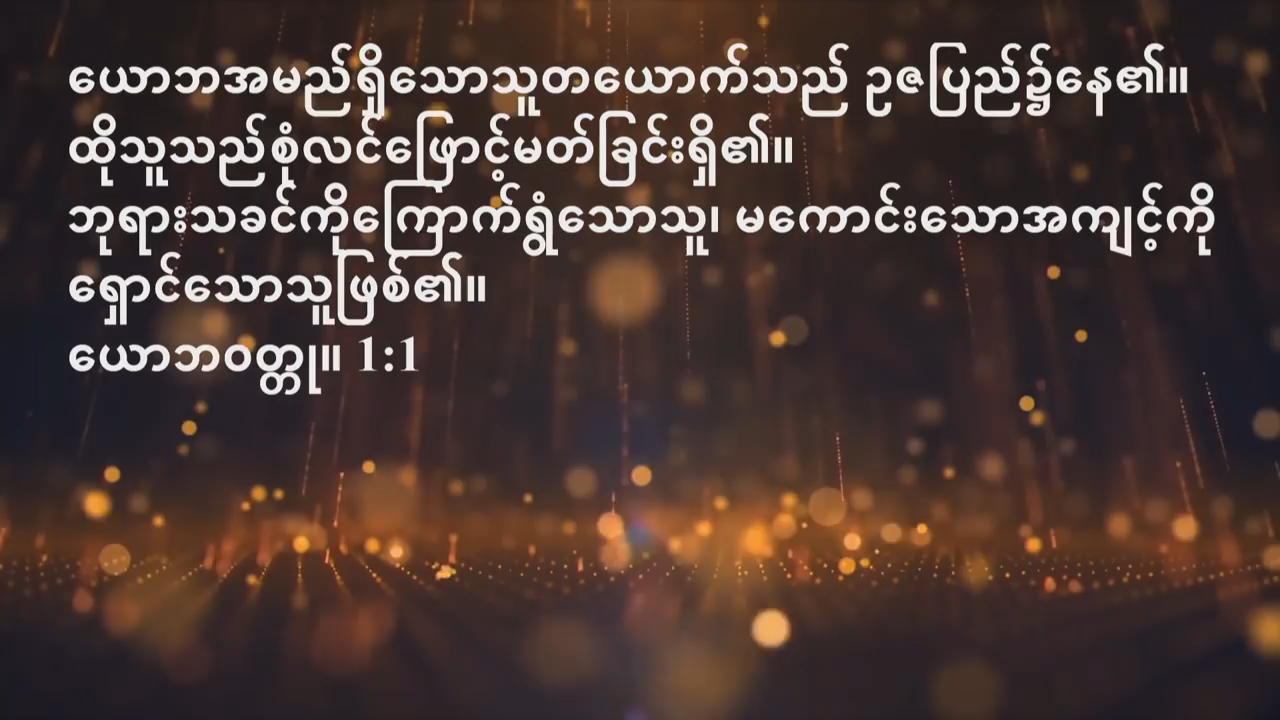 ယောဘအမည်ရှိသောသူတယောက်သည် ဥဇပြည်၌နေ၏။
ထိုသူသည်စုံလင်ဖြောင့်မတ်ခြင်းရှိ၏။
ဘုရားသခင်ကိုကြောက်ရွံသောသူ၊ မကောင်းသောအကျင့်ကို
ရှောင်သောသူဖြစ်၏။
ယောဘဝတ္တု။ 1:1